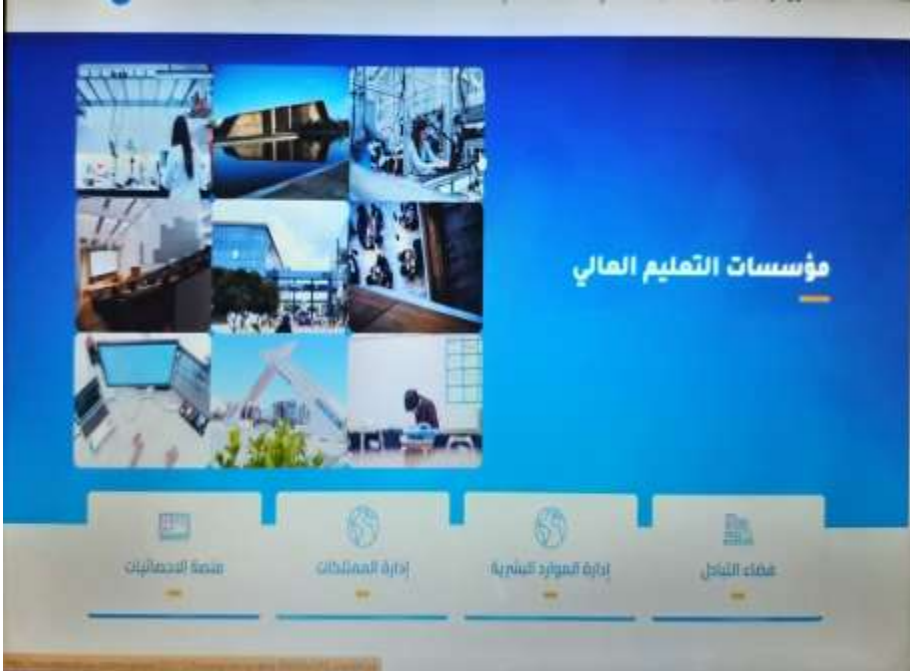 مؤسسات التعليم العالي
فضاء التبادل
إدارة الموارد البشرية
إدارة الممتلكات
منصة الاحصائيات